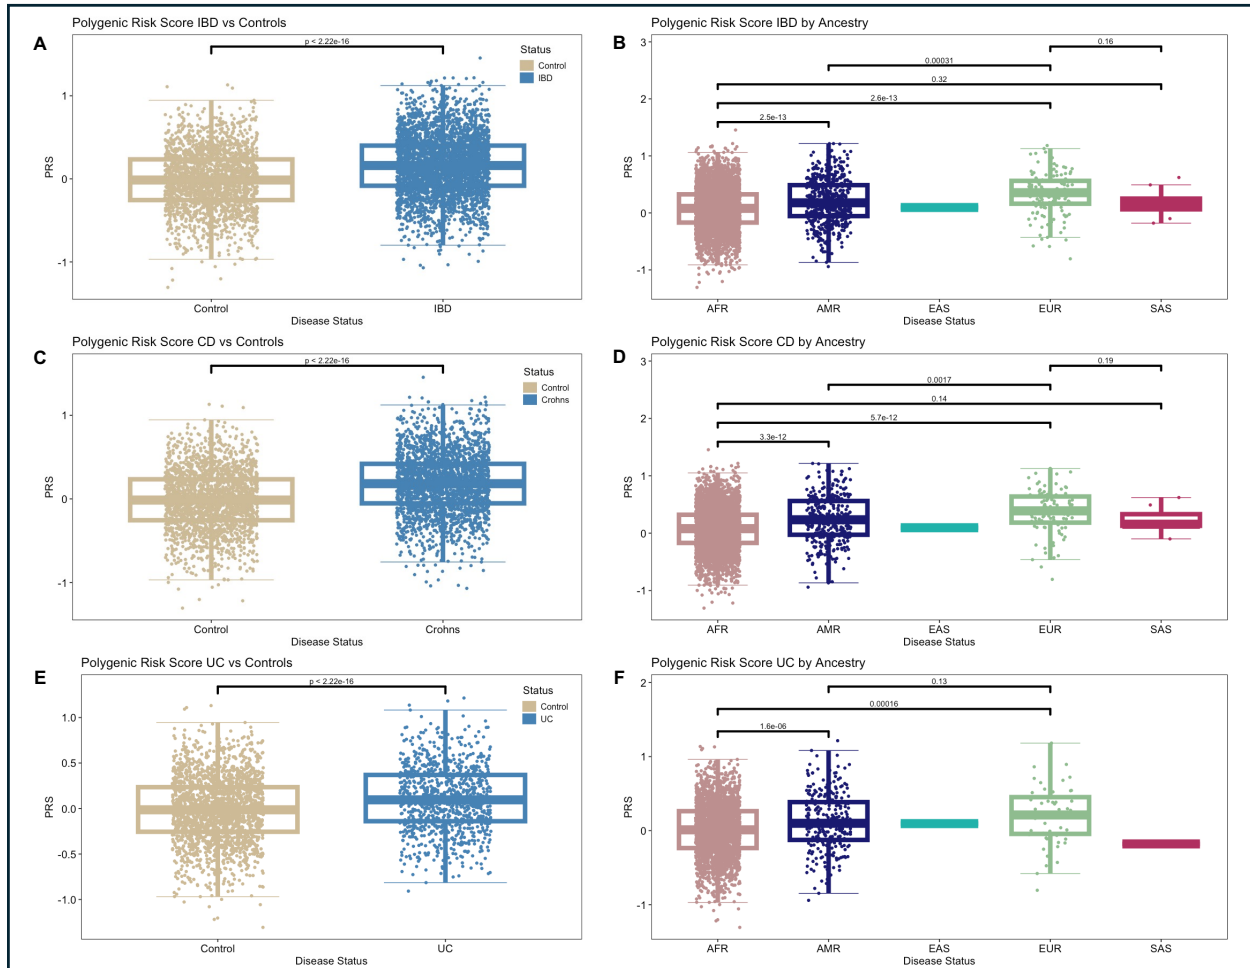 A
Polygenic Risk Score IBD vs Controls
p < 2.22e-16
Status
Control
IBD
1
0
-1
PRS
Control
IBD
Disease Status
B
Polygenic Risk Score IBD by Ancestry
0.16
0.00031
0.32
2.6e-13
2.5e-13
3
2
1
0
-1
PRS
AFR
AMR
EAS
EUR
SAS
Disease Status
C
Polygenic Risk Score CD vs Controls
p < 2.22e-16
Status
Control
Crohns
1
0
-1
PRS
Control
Crohns
Disease Status
D
Polygenic Risk Score CD by Ancestry
0.19
0.0017
0.14
5.7e-12
3.3e-12
3
2
1
0
-1
PRS
AFR
AMR
EAS
EUR
SAS
Disease Status
E
Polygenic Risk Score UC vs Controls
p < 2.22e-16
Status
Control
UC
1.0
0.5
0.0
-0.5
-1.0
PRS
Control
UC
Disease Status
F
Polygenic Risk Score UC by Ancestry
0.13
0.00016
1.6e-06
2
1
0
-1
PRS
AFR
AMR
EAS
EUR
SAS
Disease Status